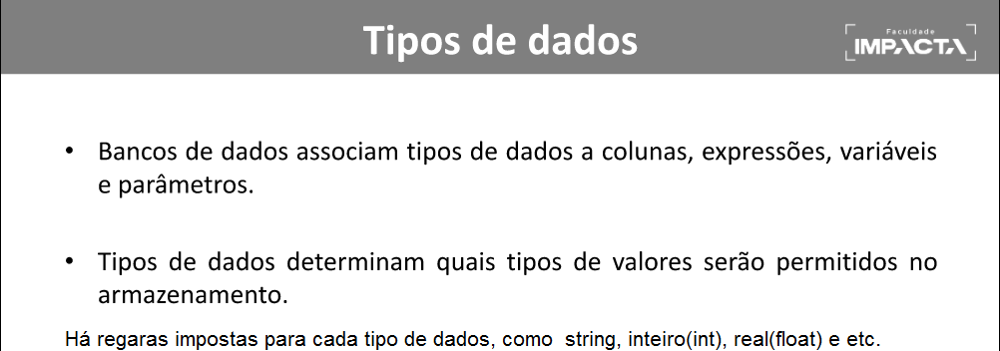 Tipos de dados
Faculdade
IMPACTA
• Bancos de dados associam tipos de dados a colunas, expressões, variáveis
e parâmetros.
• Tipos de dados determinam quais tipos de valores serão permitidos no
armazenamento.
Há regaras impostas para cada tipo de dados, como string, inteiro(int), real(float) e etc.